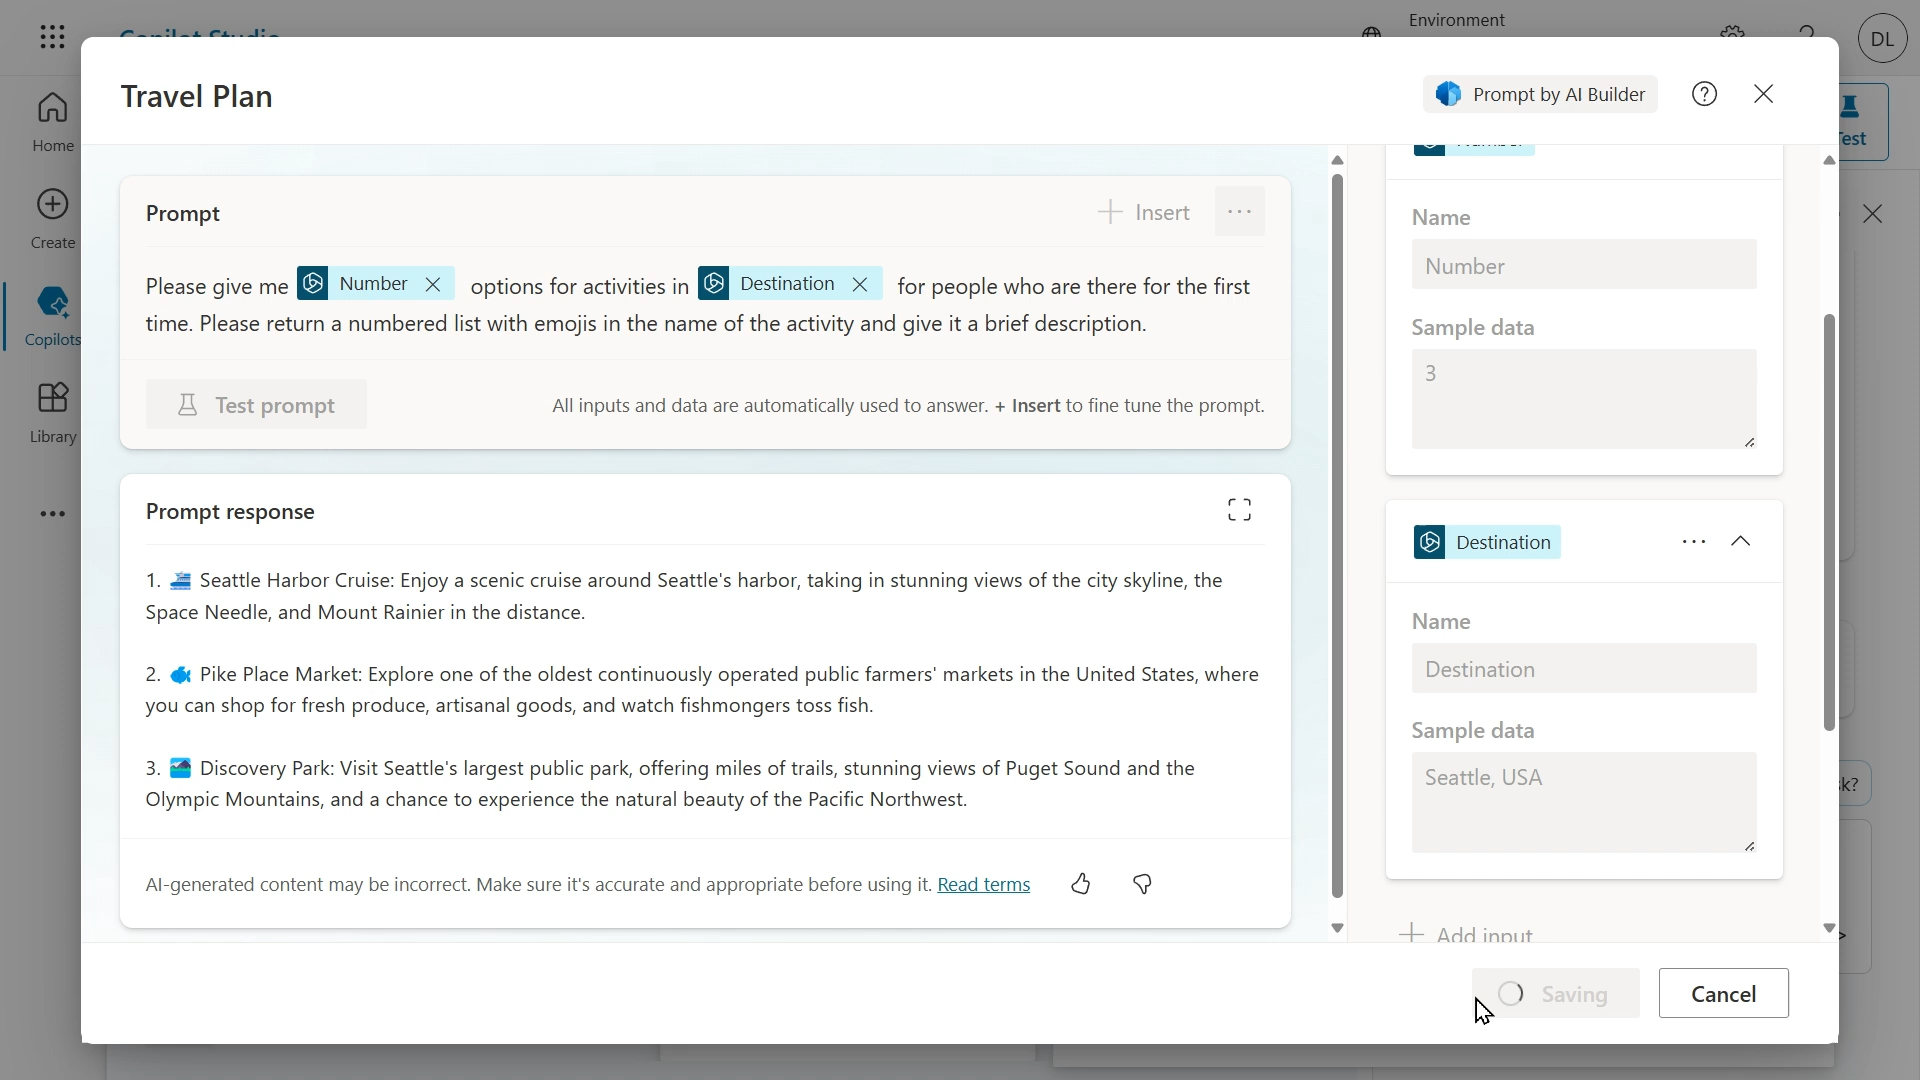 Environment
DL
Travel Plan
Prompt by AI Builder
Home
Create
Copilots
Library
Prompt
Insert
Please give me Number options for activities in Destination for people who are there for the first
time. Please return a numbered list with emojis in the name of the activity and give it a brief description.
Test prompt
All inputs and data are automatically used to answer. + Insert to fine tune the prompt.
Prompt response
1. 🚢 Seattle Harbor Cruise: Enjoy a scenic cruise around Seattle's harbor, taking in stunning views of the city skyline, the
Space Needle, and Mount Rainier in the distance.
2. 🐟 Pike Place Market: Explore one of the oldest continuously operated public farmers' markets in the United States, where
you can shop for fresh produce, artisanal goods, and watch fishmongers toss fish.
3. 🏞️ Discovery Park: Visit Seattle's largest public park, offering miles of trails, stunning views of Puget Sound and the
Olympic Mountains, and a chance to experience the natural beauty of the Pacific Northwest.
AI-generated content may be incorrect. Make sure it's accurate and appropriate before using it. Read terms
Name
Number
Sample data
3
Destination
Name
Destination
Sample data
Seattle, USA
Add input
Saving
Cancel